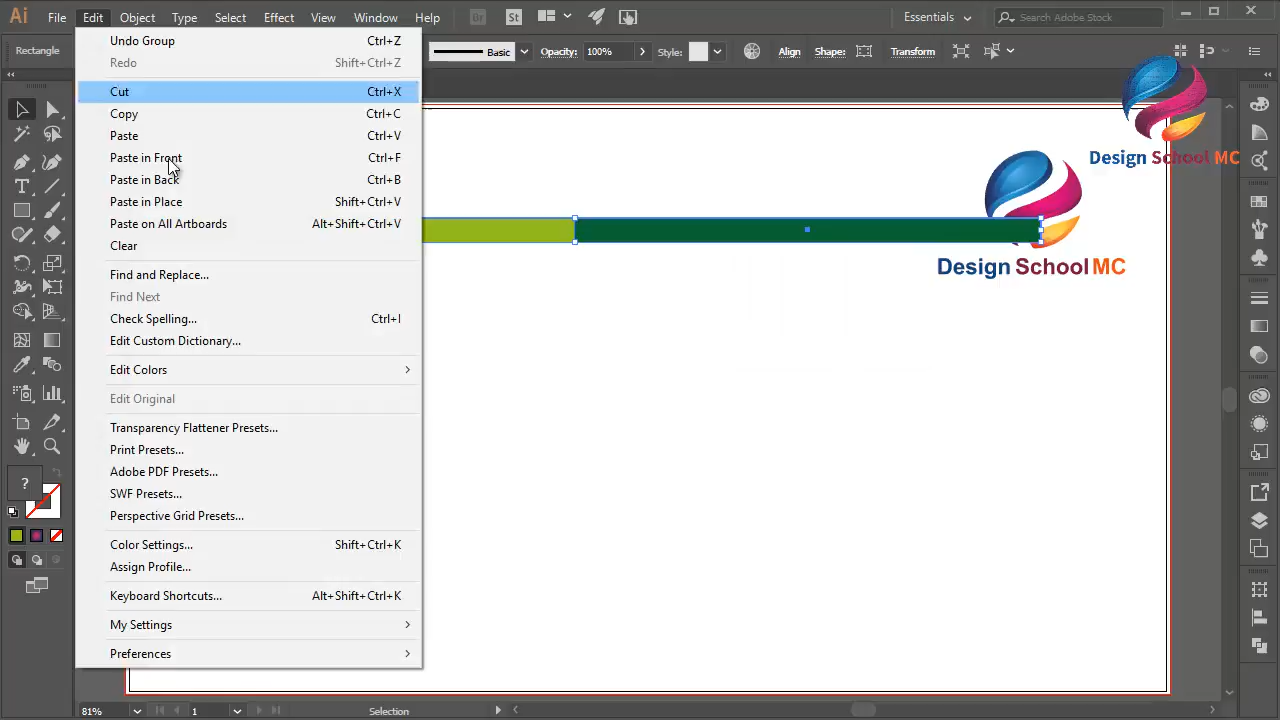 Ai File Edit Object Type Select Effect View Window Help Br St Essentials Search Adobe Stock
Rectangle Basic Opacity: 100% Style: Align Shape: Transform
Undo Group Ctrl+Z
Redo Shift+Ctrl+Z
Cut Ctrl+X
Copy Ctrl+C
Paste Ctrl+V
Paste in Front Ctrl+F
Paste in Back Ctrl+B
Paste in Place Shift+Ctrl+V
Paste on All Artboards Alt+Shift+Ctrl+V
Clear
Find and Replace...
Find Next
Check Spelling... Ctrl+I
Edit Custom Dictionary...
Edit Colors
Edit Original
Transparency Flattener Presets...
Print Presets...
Adobe PDF Presets...
SWF Presets...
Perspective Grid Presets...
Color Settings... Shift+Ctrl+K
Assign Profile...
Keyboard Shortcuts... Alt+Shift+Ctrl+K
My Settings
Preferences
Design School MC
Design School MC
?
81% 1 Selection